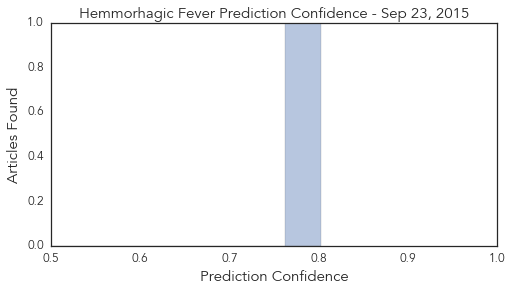 Hemmorhagic Fever Prediction Confidence - Sep 23, 2015
1.0
0.8
0.6
0.4
0.2
0.0
Articles Found
0.5 0.6 0.7 0.8 0.9 1.0
Prediction Confidence